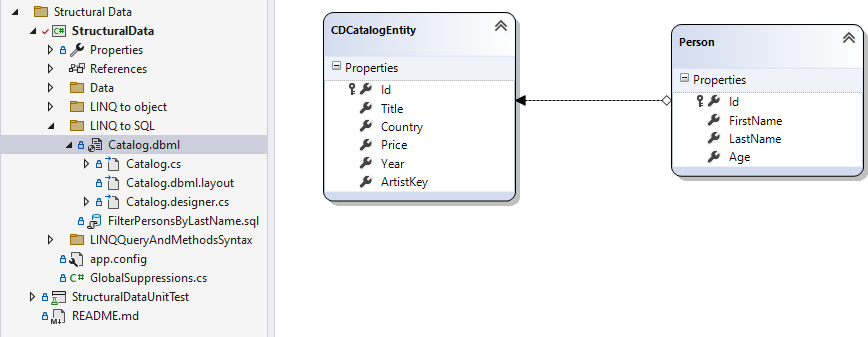 Structural Data
StructuralData
Properties
References
Data
LINQ to object
LINQ to SQL
Catalog.dbml
Catalog.cs
Catalog.dbml.layout
Catalog.designer.cs
FilterPersonsByLastName.sql
LINQQueryAndMethodsSyntax
app.config
GlobalSuppressions.cs
StructuralDataUnitTest
README.md
CDCatalogEntity
Properties
Id
Title
Country
Price
Year
ArtistKey
Person
Properties
Id
FirstName
LastName
Age